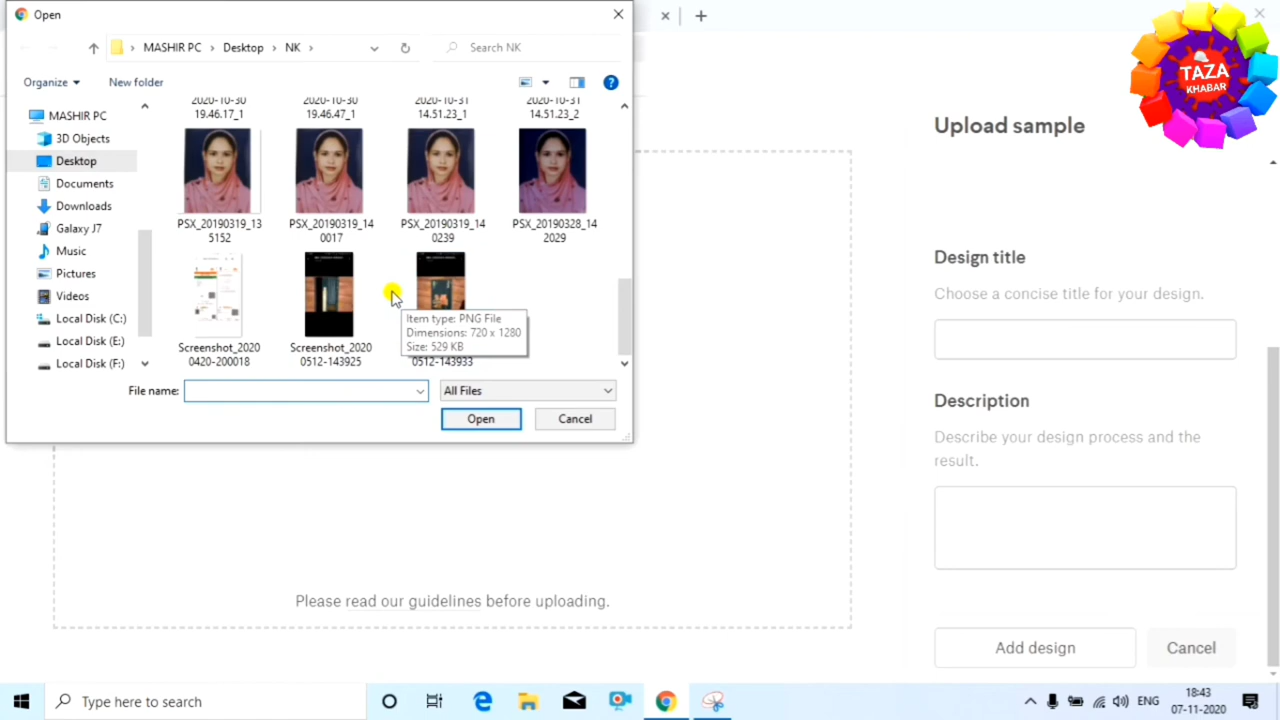 Open
MASHIR PC > Desktop > NK >
Search NK
Organize
New folder
MASHIR PC
3D Objects
Desktop
Documents
Downloads
Galaxy J7
Music
Pictures
Videos
Local Disk (C:)
Local Disk (E:)
Local Disk (F:)
2020-10-30
19.46.17_1
2020-10-30
19.46.47_1
2020-10-31
14.51.23_1
2020-10-31
14.51.23_2
PSX_20190319_13
5152
PSX_20190319_14
0017
PSX_20190319_14
0239
PSX_20190328_14
2029
Screenshot_2020
0420-200018
Screenshot_2020
0512-143925
0512-143933
Item type: PNG File
Dimensions: 720 x 1280
Size: 529 KB
File name:
All Files
Open
Cancel
Please read our guidelines before uploading.
TAZA
KHABAR
Upload sample
Design title
Choose a concise title for your design.
Description
Describe your design process and the
result.
Add design
Cancel
Type here to search
ENG
18:43
07-11-2020